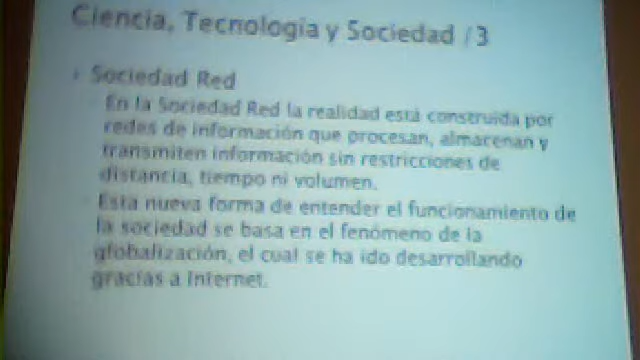 Ciencia, Tecnología y Sociedad /3
Sociedad Red
En la Sociedad Red la realidad está construida por
redes de información que procesan, almacenan y
transmiten información sin restricciones de
distancia, tiempo ni volumen.
Esta nueva forma de entender el funcionamiento de
la sociedad se basa en el fenómeno de la
globalización, el cual se ha ido desarrollando
gracias a Internet.